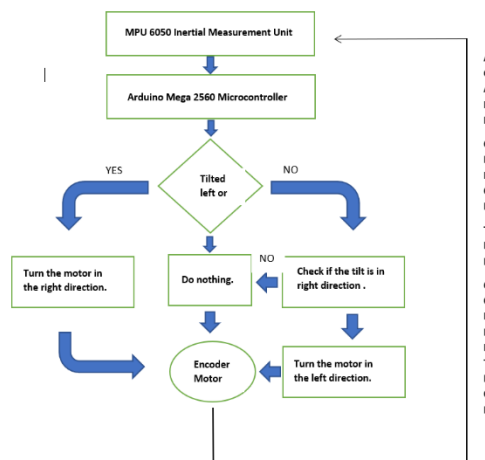 MPU 6050 Inertial Measurement Unit
Arduino Mega 2560 Microcontroller
YES
Tilted
left or
NO
Turn the motor in
the right direction.
Do nothing.
NO
Check if the tilt is in
right direction .
Encoder
Motor
Turn the motor in
the left direction.